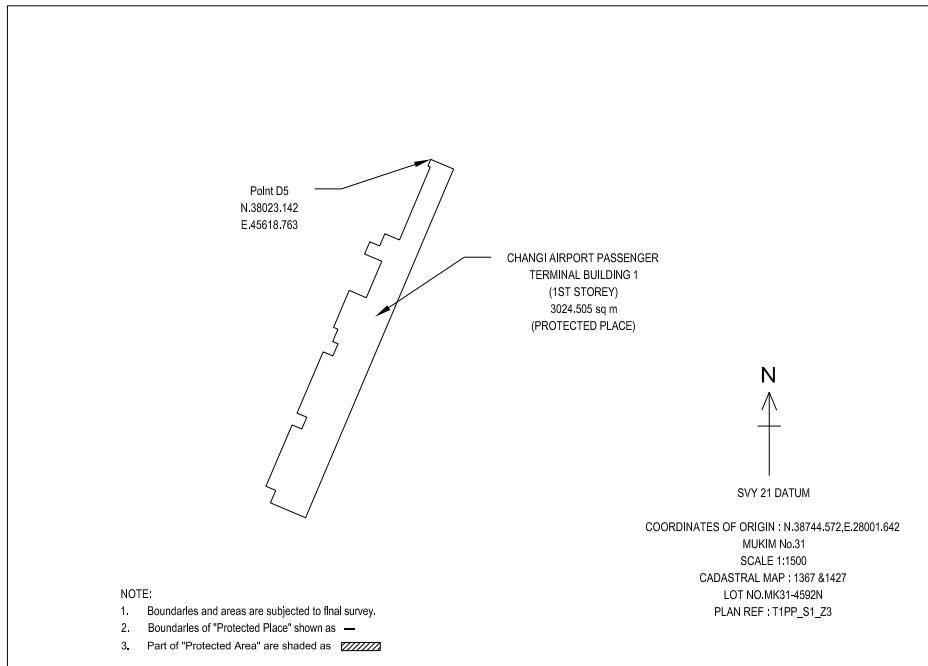 Point D5
N.38023.142
E.45618.763
CHANGI AIRPORT PASSENGER
TERMINAL BUILDING 1
(1ST STOREY)
3024.505 sq m
(PROTECTED PLACE)
N
SVY 21 DATUM
COORDINATES OF ORIGIN : N.38744.572,E.28001.642
MUKIM No.31
SCALE 1:1500
CADASTRAL MAP : 1367 &1427
LOT NO.MK31-4592N
PLAN REF : T1PP_S1_Z3
NOTE:
1. Boundaries and areas are subjected to final survey.
2. Boundaries of "Protected Place" shown as
3. Part of "Protected Area" are shaded as